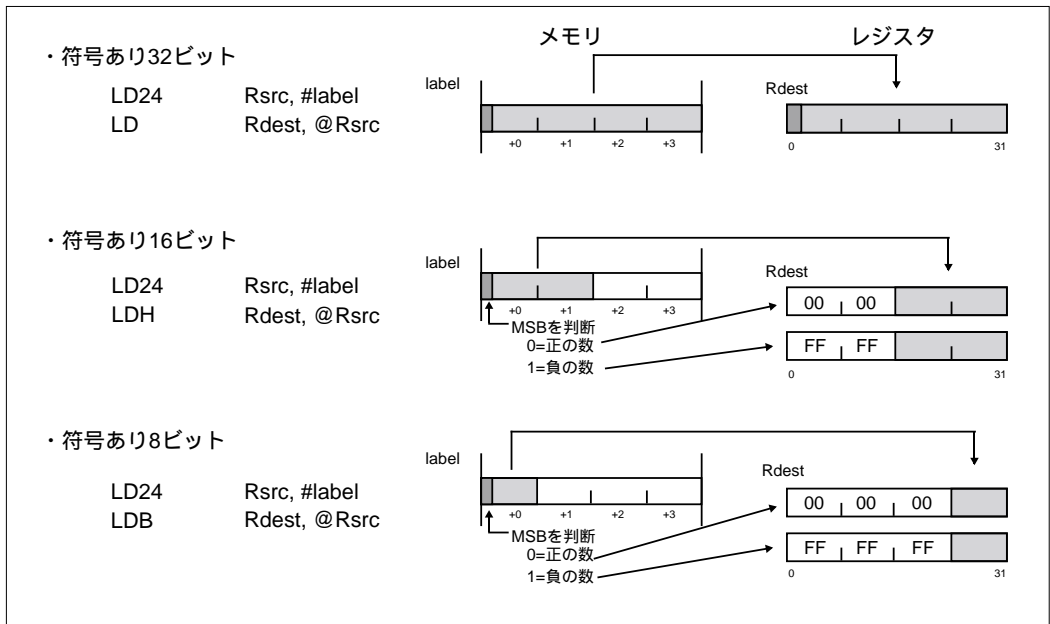 メモリ レジスタ
・符号あり32ビット
LD24 Rsrc, #label
LD Rdest, @Rsrc
label
+0 +1 +2 +3
Rdest
0 31
・符号あり16ビット
LD24 Rsrc, #label
LDH Rdest, @Rsrc
label
+0 +1 +2 +3
MSBを判断
0=正の数
1=負の数
Rdest
00 00
FF FF
0 31
・符号あり8ビット
LD24 Rsrc, #label
LDB Rdest, @Rsrc
label
+0 +1 +2 +3
MSBを判断
0=正の数
1=負の数
Rdest
00 00 00
FF FF FF
0 31